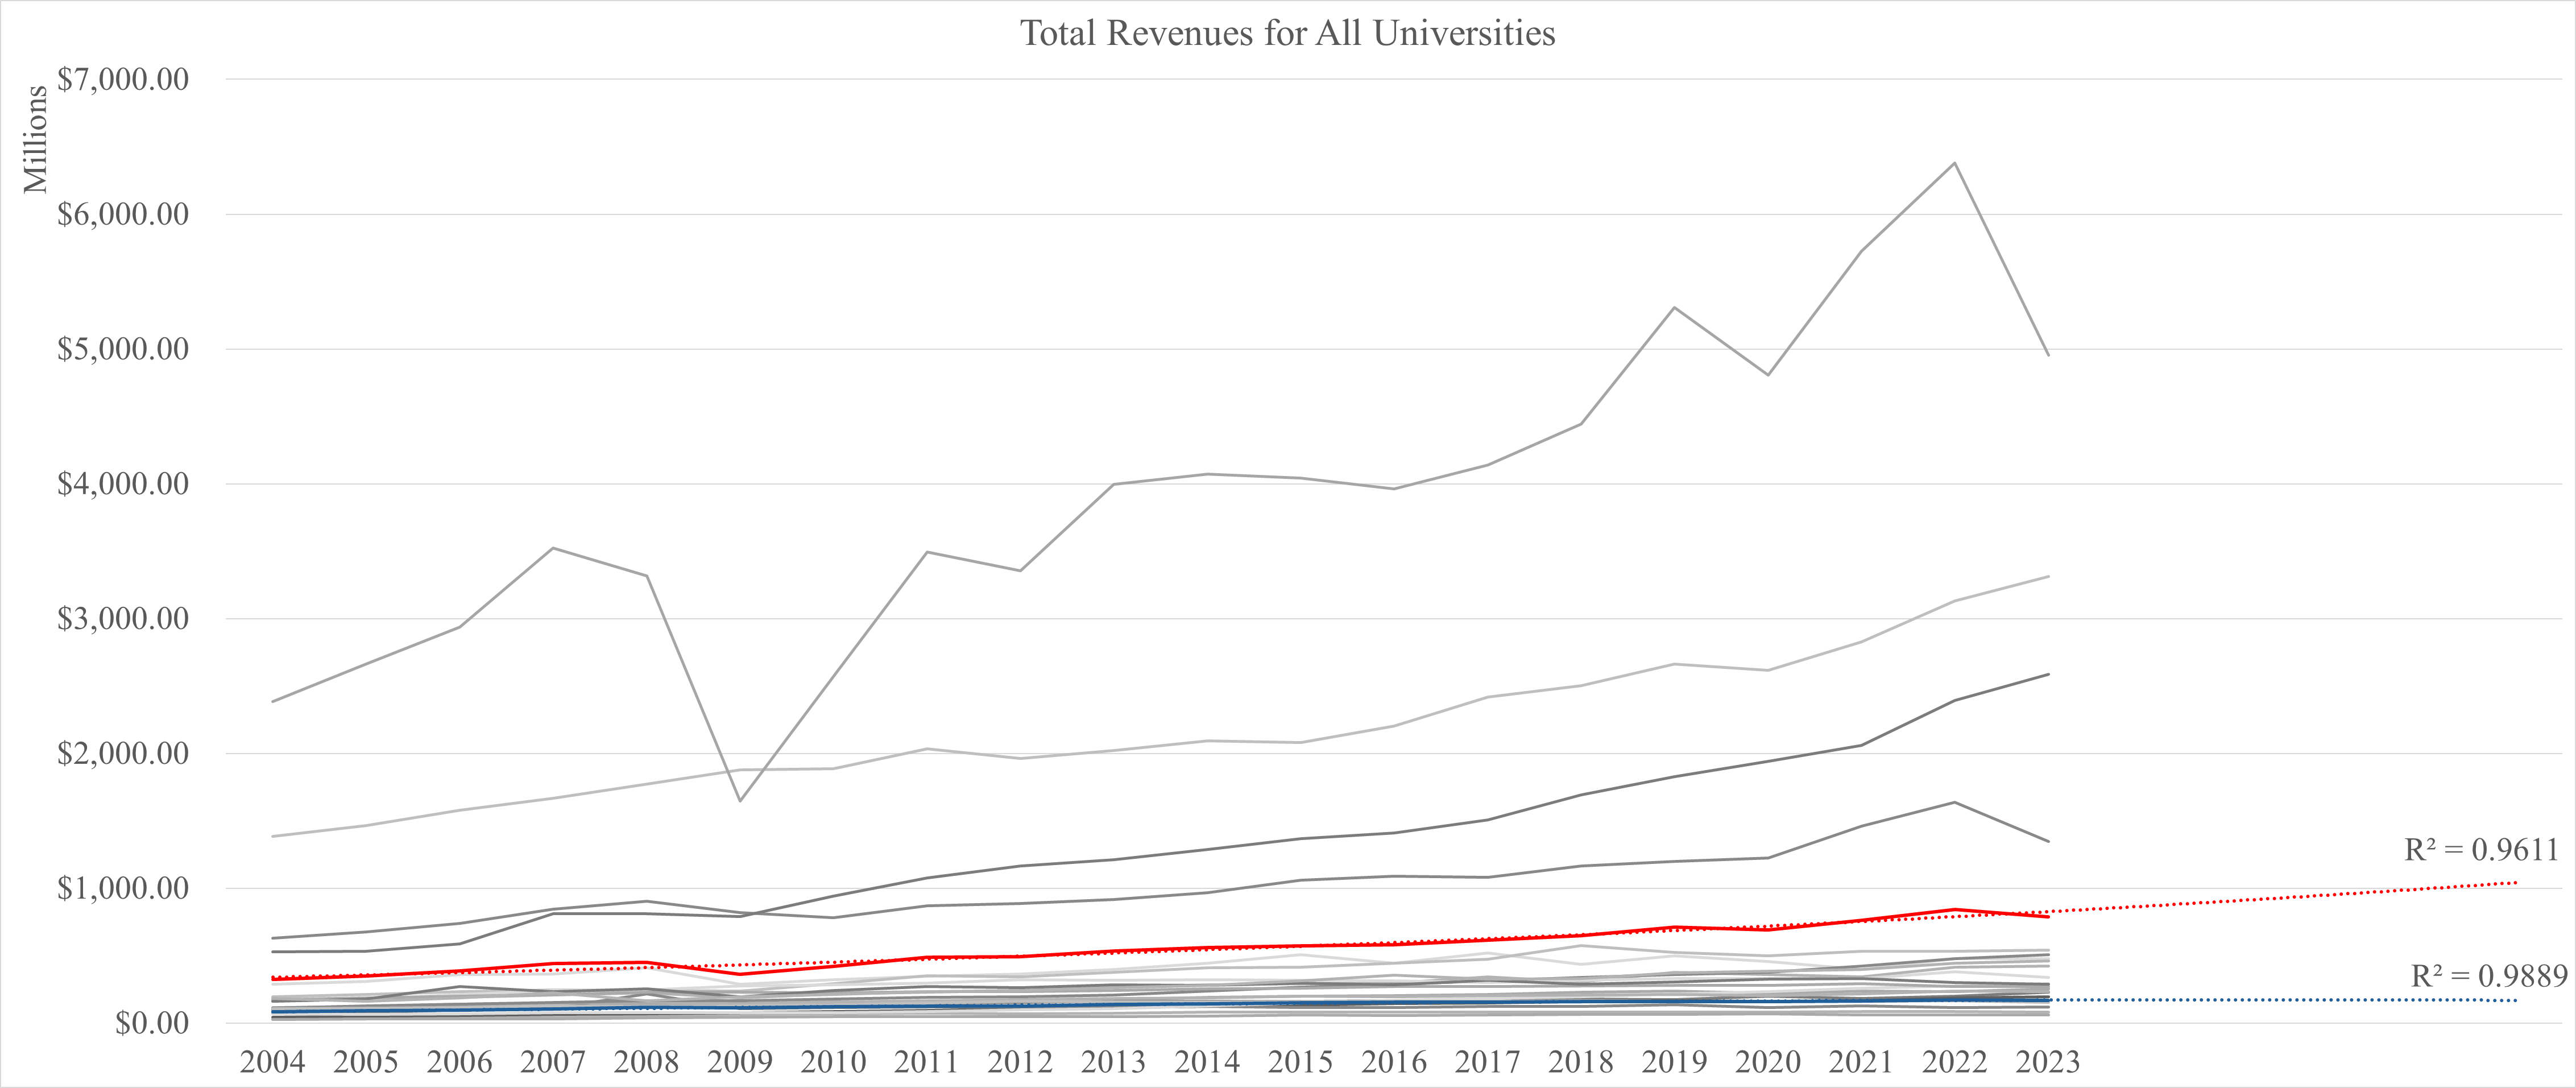 Total Revenues for All Universities
Millions
$7,000.00
$6,000.00
$5,000.00
$4,000.00
$3,000.00
$2,000.00
$1,000.00
$0.00
R² = 0.9611
R² = 0.9889
2004 2005 2006 2007 2008 2009 2010 2011 2012 2013 2014 2015 2016 2017 2018 2019 2020 2021 2022 2023